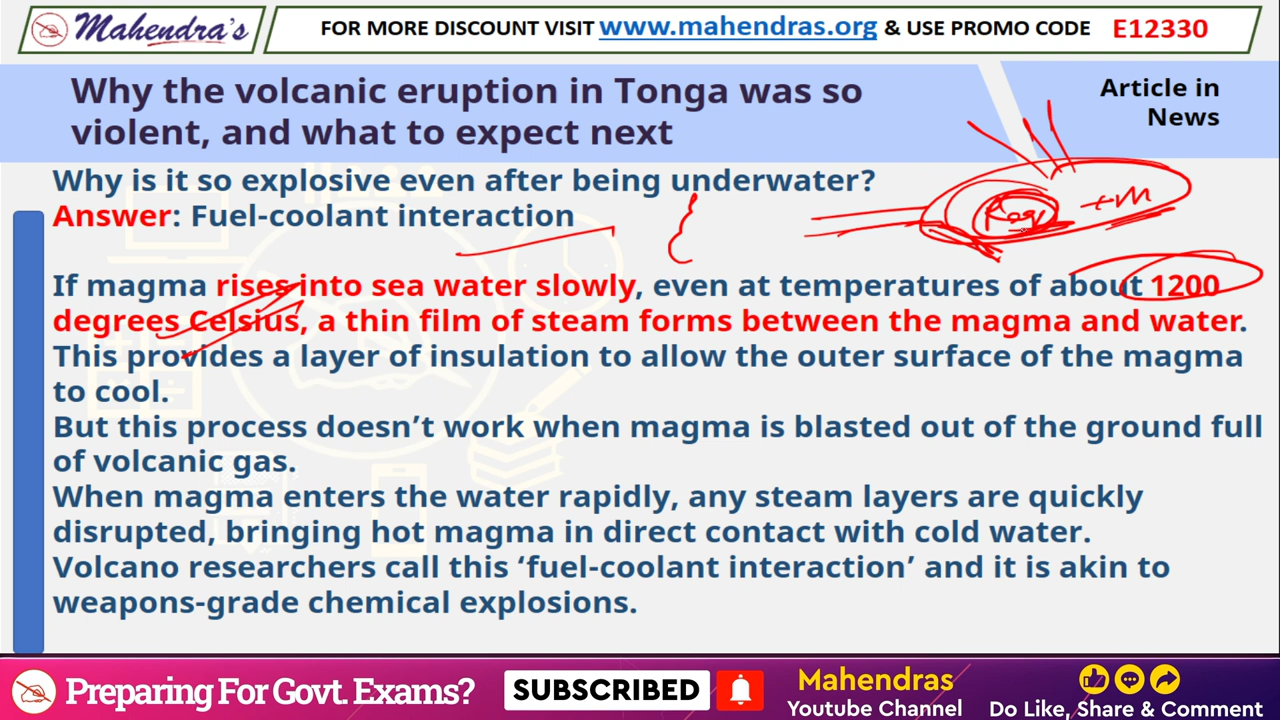 Mahendra's
FOR MORE DISCOUNT VISIT www.mahendras.org & USE PROMO CODE E12330
Why the volcanic eruption in Tonga was so
violent, and what to expect next
Article in
News
Why is it so explosive even after being underwater?
Answer: Fuel-coolant interaction
If magma rises into sea water slowly, even at temperatures of about 1200
degrees Celsius, a thin film of steam forms between the magma and water.
This provides a layer of insulation to allow the outer surface of the magma
to cool.
But this process doesn’t work when magma is blasted out of the ground full
of volcanic gas.
When magma enters the water rapidly, any steam layers are quickly
disrupted, bringing hot magma in direct contact with cold water.
Volcano researchers call this ‘fuel-coolant interaction’ and it is akin to
weapons-grade chemical explosions.
Preparing For Govt. Exams?
SUBSCRIBED
Mahendras
Youtube Channel
Do Like, Share & Comment